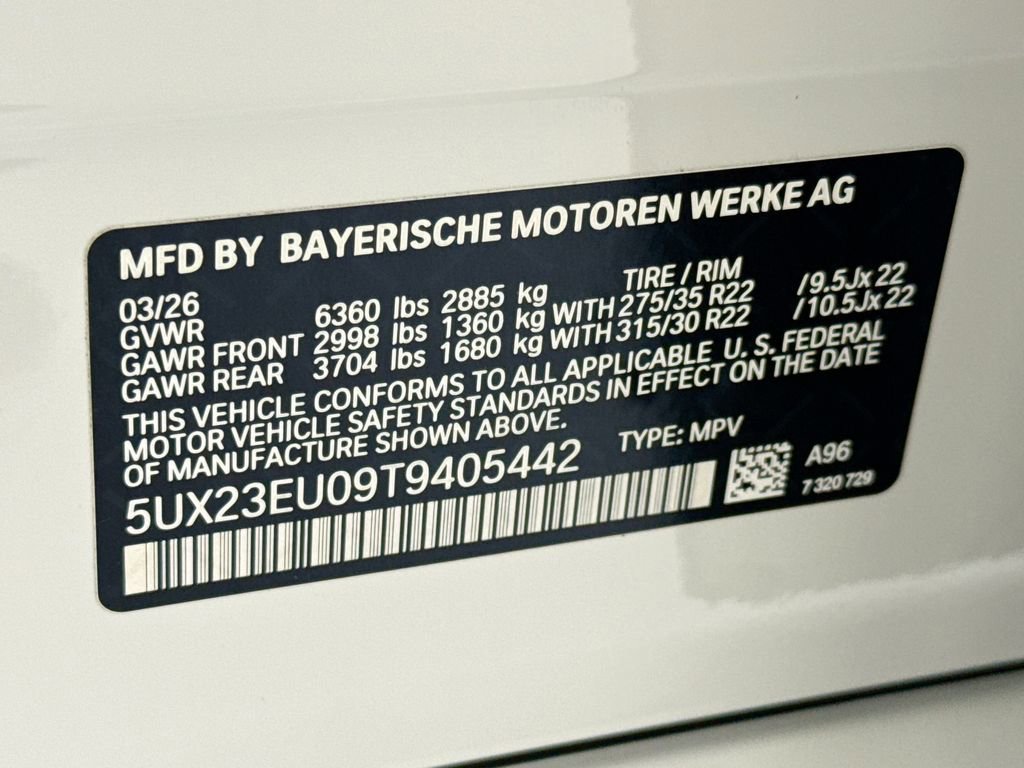 MFD BY BAYERISCHE MOTOREN WERKE AG
03/26 TIRE / RIM
GVWR 6360 lbs 2885 kg
GAWR FRONT 2998 lbs 1360 kg WITH 275/35 R22 /9.5Jx 22
GAWR REAR 3704 lbs 1680 kg WITH 315/30 R22 /10.5Jx 22
THIS VEHICLE CONFORMS TO ALL APPLICABLE U. S. FEDERAL
MOTOR VEHICLE SAFETY STANDARDS IN EFFECT ON THE DATE
OF MANUFACTURE SHOWN ABOVE.
TYPE: MPV
5UX23EU09T9405442
A96
7 320 729